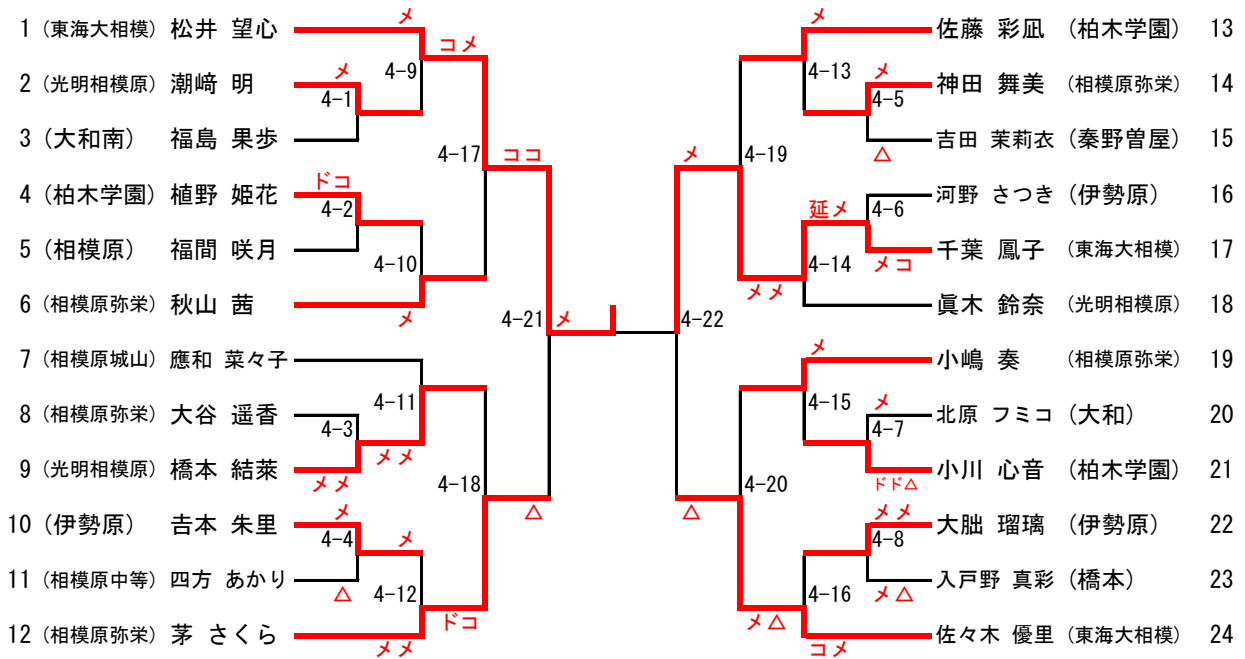 1 (東海大相模) 松井 望心
2 (光明相模原) 潮﨑 明
3 (大和南) 福島 果歩
4 (柏木学園) 植野 姫花
5 (相模原) 福間 咲月
6 (相模原弥栄) 秋山 茜
7 (相模原城山) 應和 菜々子
8 (相模原弥栄) 大谷 遥香
9 (光明相模原) 橋本 結萊
10 (伊勢原) 吉本 朱里
11 (相模原中等) 四方 あかり
12 (相模原弥栄) 茅 さくら
メ
メ
4-1
4-9
コメ
ドコ
4-2
4-10
メ
4-17
ココ
4-3
メメ
4-11
メメ
メ
4-4
△
メ
4-12
メメ
4-18
ドコ
△
4-21
メ
4-22
メ
△
4-19
メメ
4-20
メ△
メ
4-13
メ
4-5
△
延メ
4-6
4-14
メコ
メ
4-15
メ
4-7
ドド△
メメ
4-8
4-16
メ△
コメ
佐藤 彩凪 (柏木学園) 13
神田 舞美 (相模原弥栄) 14
吉田 茉莉衣 (秦野曽屋) 15
河野 さつき (伊勢原) 16
千葉 鳳子 (東海大相模) 17
眞木 鈴奈 (光明相模原) 18
小嶋 奏 (相模原弥栄) 19
北原 フミコ (大和) 20
小川 心音 (柏木学園) 21
大朏 瑠璃 (伊勢原) 22
入戸野 真彩 (橋本) 23
佐々木 優里 (東海大相模) 24